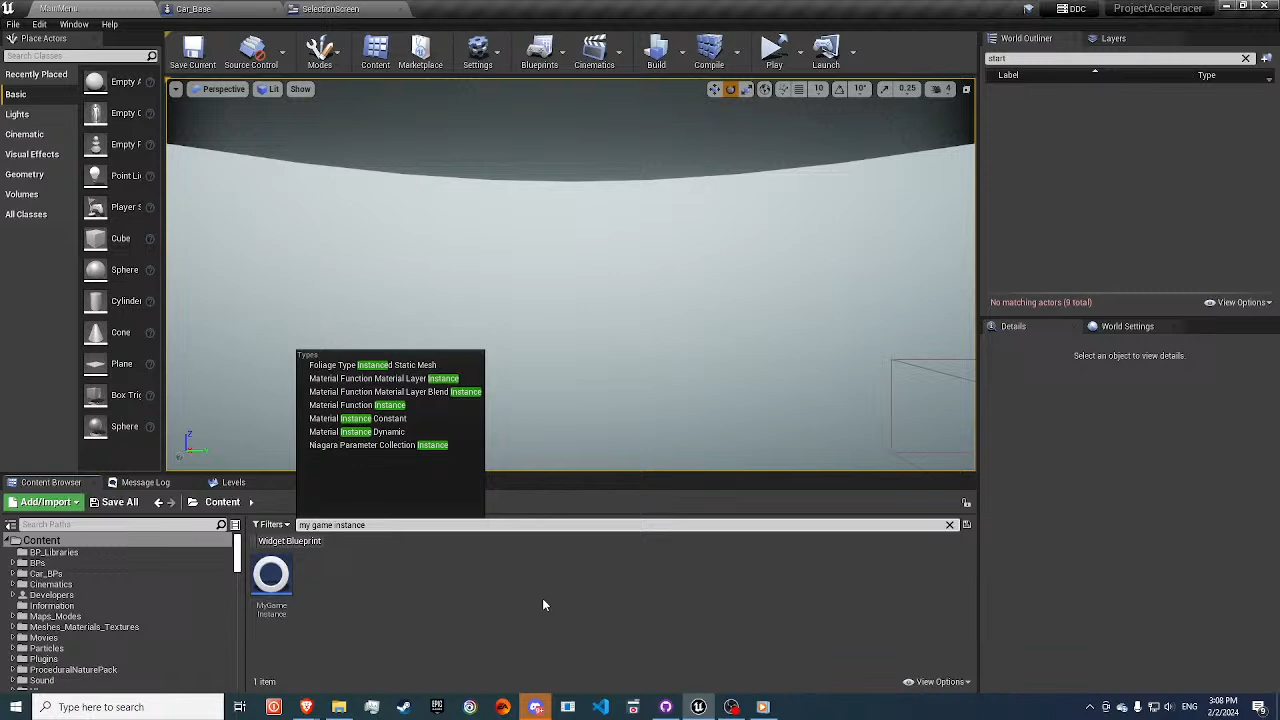 MainMenu
Car_Base
SelectionScreen
DDC
ProjectAcceleracer
File
Edit
Window
Help
Place Actors
Search Classes
Recently Placed
Basic
Lights
Cinematic
Visual Effects
Geometry
Volumes
All Classes
Empty A
Empty C
Empty P
Point Li
Player S
Cube
Sphere
Cylinder
Cone
Plane
Box Trig
Sphere
Save Current
Source Control
Modes
Content
Marketplace
Settings
Blueprints
Cinematics
Build
Compile
Play
Launch
Perspective
Lit
Show
10
10°
0.25
4
World Outliner
Layers
start
Label
Type
No matching actors (9 total)
View Options
Details
World Settings
Select an object to view details.
Types
Foliage Type Instanced Static Mesh
Material Function Material Layer Instance
Material Function Material Layer Blend Instance
Material Function Instance
Material Instance Constant
Material Instance Dynamic
Niagara Parameter Collection Instance
Content Browser
Message Log
Levels
Add/Import
Save All
Content
Search Paths
Filters
my game instance
Widget Blueprint
Content
BP_Libraries
BPs
Car_BPs
Cinematics
Developers
Information
Maps_Modes
Meshes_Materials_Textures
Movies
Particles
Plugins
ProceduralNaturePack
Sound
MyGame
Instance
1 item
View Options
Type here to search
3:08 PM
2/2/2024